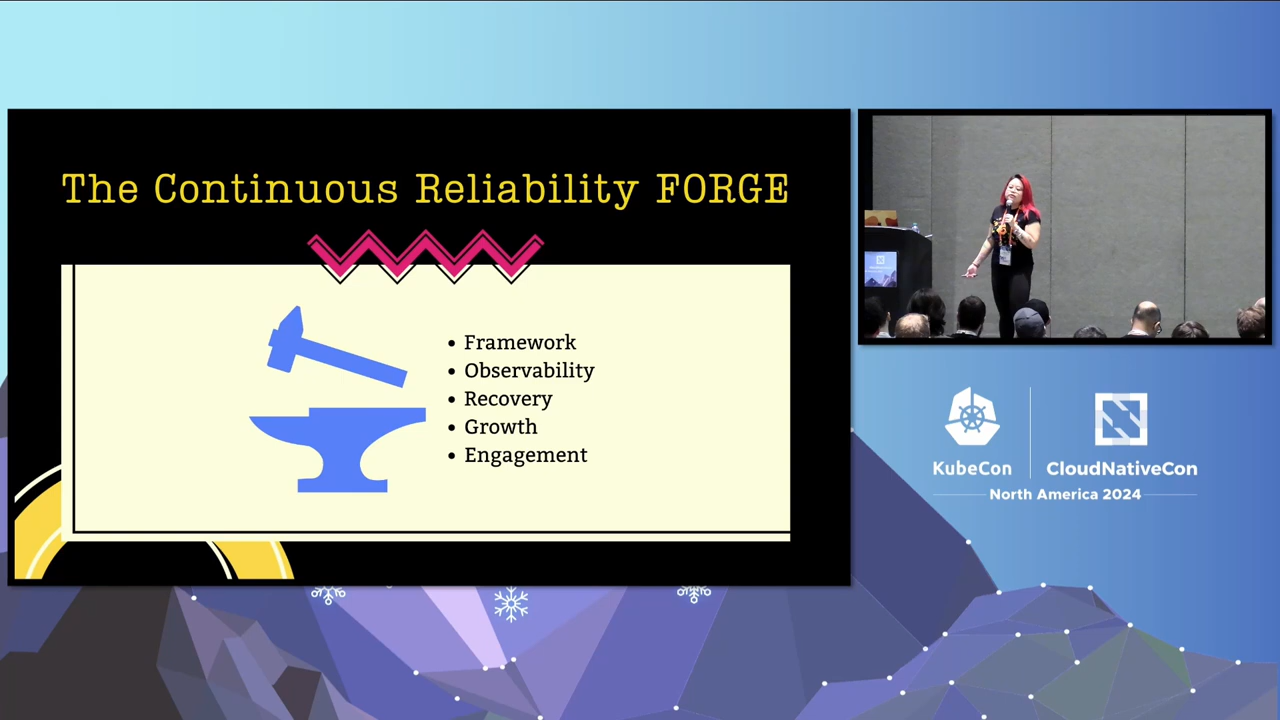 The Continuous Reliability FORGE
• Framework
• Observability
• Recovery
• Growth
• Engagement
KubeCon
CloudNativeCon
North America 2024